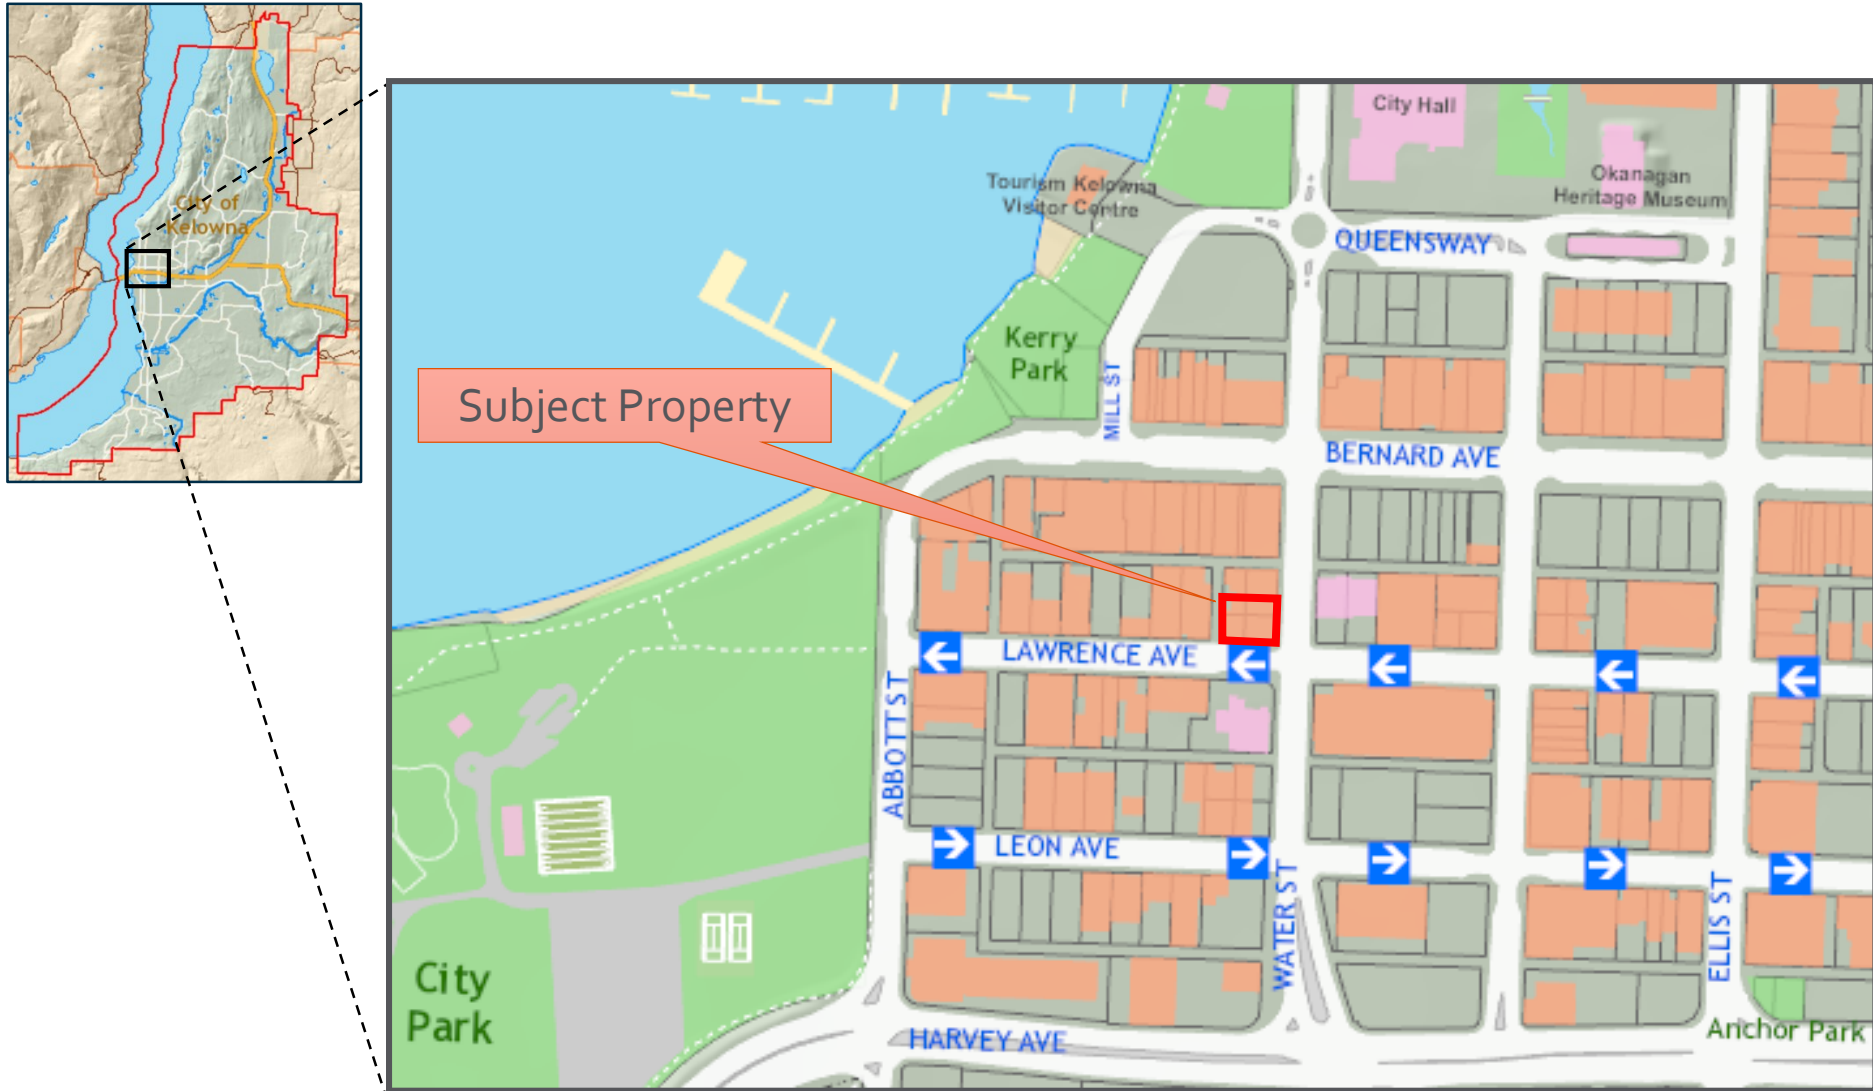 City of
Kelowna
City Hall
Okanagan
Heritage Museum
Tourism Kelowna
Visitor Centre
QUEENSWAY
Kerry
Park
MILL ST
Subject Property
BERNARD AVE
LAWRENCE AVE
ABBOTT ST
LEON AVE
WATER ST
ELLIS ST
City
Park
HARVEY AVE
Anchor Park